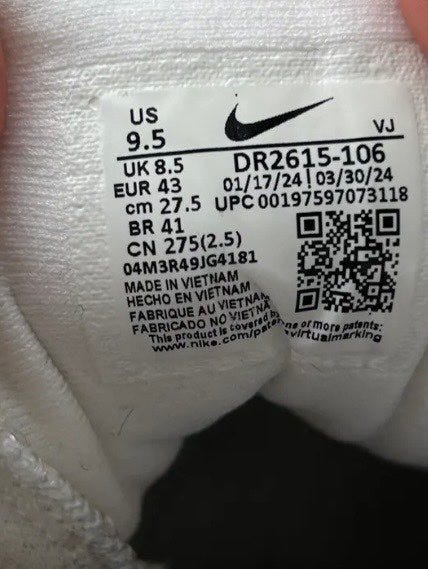 US
9.5
VJ
UK 8.5
DR2615-106
EUR 43
01/17/24 | 03/30/24
cm 27.5
UPC 00197597073118
BR 41
CN 275(2.5)
04M3R49JG4181
MADE IN VIETNAM
HECHO EN VIETNAM
FABRIQUE AU VIETNAM
FABRICADO NO VIETNAM
This product is covered by one or more patents:
www.nike.com/
virtualmarking